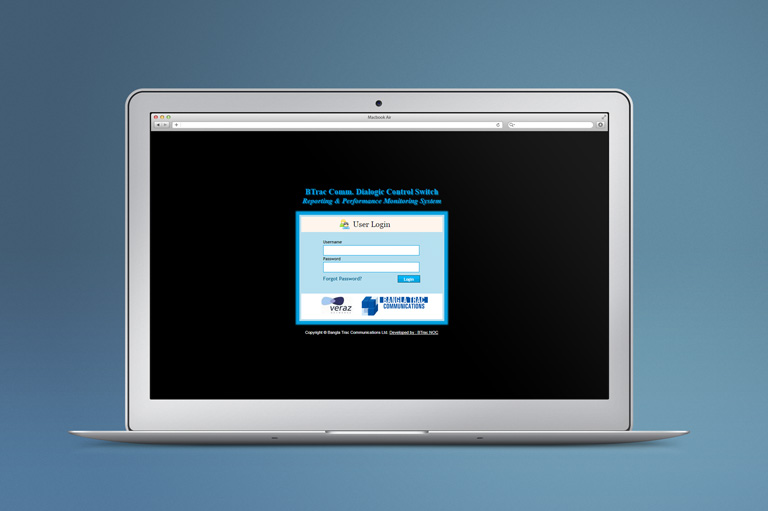 Macbook Air
BTrac Comm. Dialogic Control Switch
Reporting & Performance Monitoring System
User Login
Username
Password
Forgot Password?
Login
veraz
BANGLA TRAC
COMMUNICATIONS
Copyright © Bangla Trac Communications Ltd. Developed by : BTrac NOC